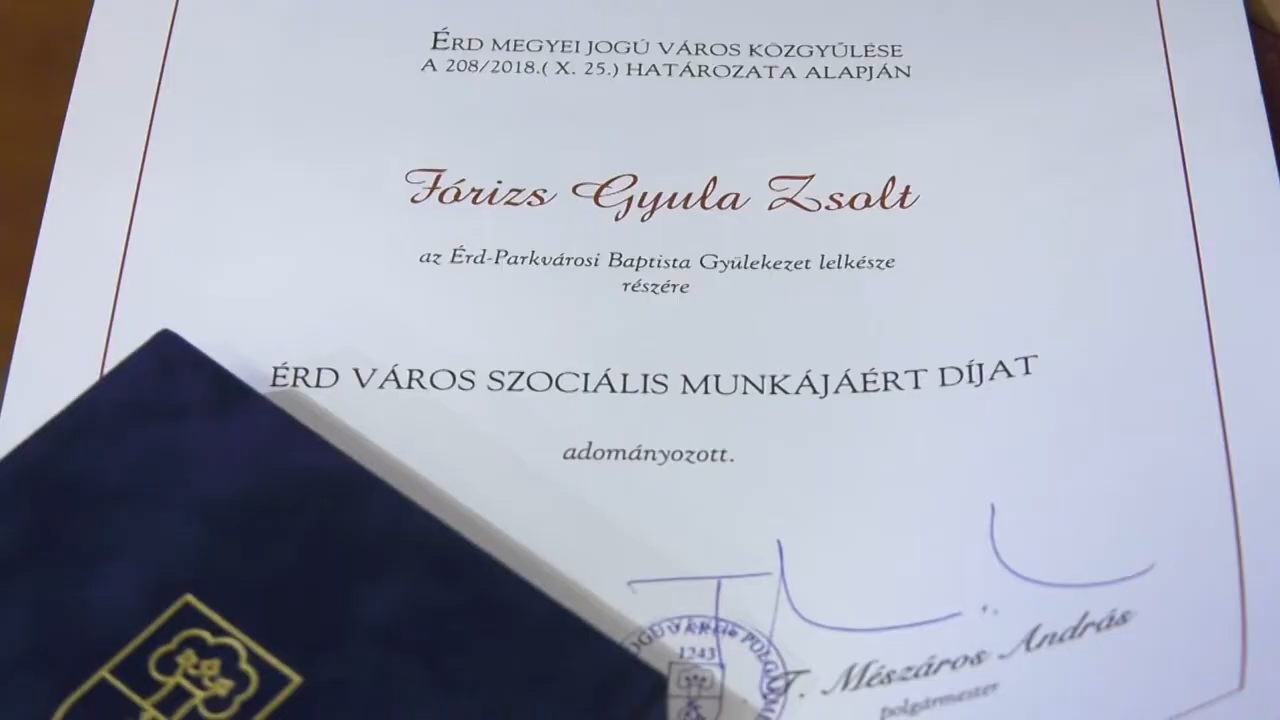 ÉRD MEGYEI JOGÚ VÁROS KÖZGYŰLÉSE
A 208/2018.( X. 25.) HATÁROZATA ALAPJÁN
Fórizs Gyula Zsolt
az Érd-Parkvárosi Baptista Gyülekezet lelkésze
részére
ÉRD VÁROS SZOCIÁLIS MUNKÁJÁÉRT DÍJAT
adományozott.
1243
T. Mészáros András
polgármester